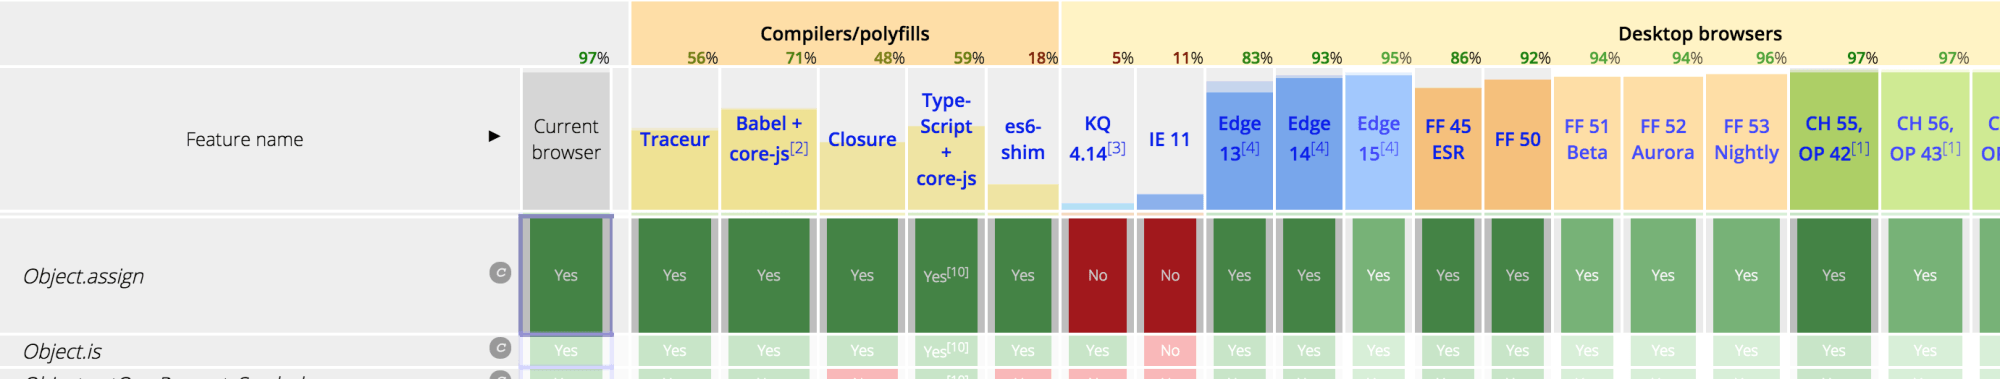 Compilers/polyfills Desktop browsers
97% 56% 71% 48% 59% 18% 5% 11% 83% 93% 95% 86% 92% 94% 94% 96% 97% 97%
Feature name ▶
Current browser
Traceur
Babel + core-js[2]
Closure
Type-Script + core-js
es6-shim
KQ 4.14[3]
IE 11
Edge 13[4]
Edge 14[4]
Edge 15[4]
FF 45 ESR
FF 50
FF 51 Beta
FF 52 Aurora
FF 53 Nightly
CH 55, OP 42[1]
CH 56, OP 43[1]
Object.assign c Yes Yes Yes Yes Yes[10] Yes No No Yes Yes Yes Yes Yes Yes Yes Yes Yes Yes
Object.is c Yes Yes Yes Yes Yes[10] Yes Yes No Yes Yes Yes Yes Yes Yes Yes Yes Yes Yes